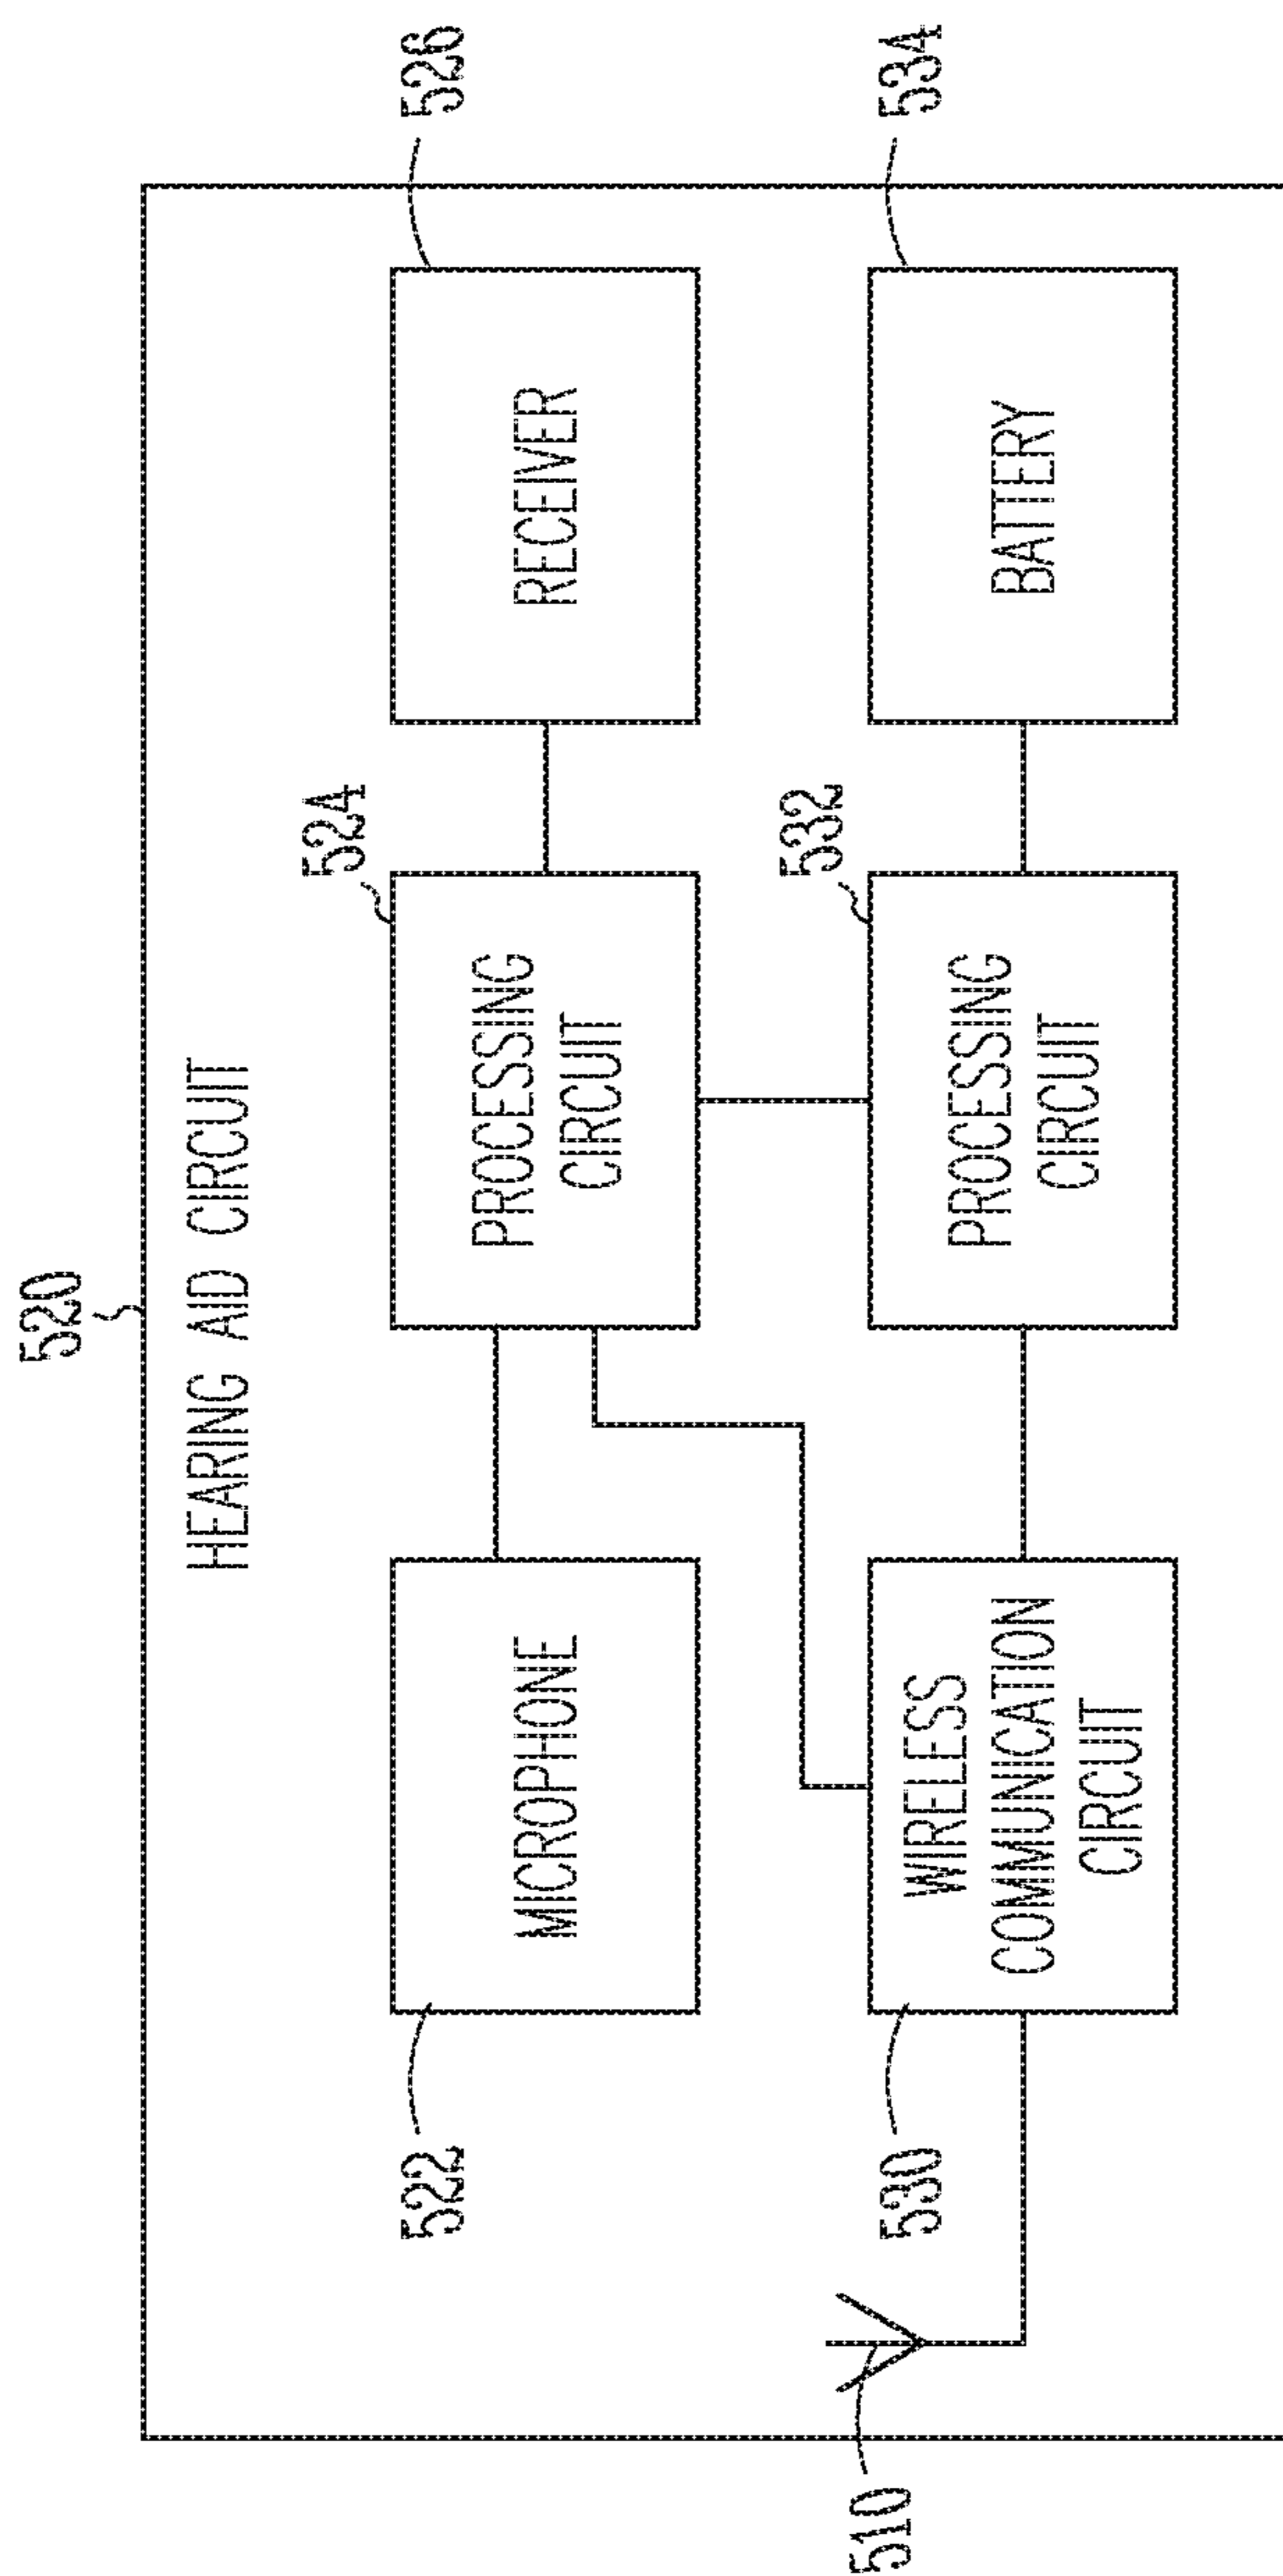 520
HEARING AID CIRCUIT
522
MICROPHONE
524
PROCESSING
CIRCUIT
526
RECEIVER
510
530
WIRELESS
COMMUNICATION
CIRCUIT
532
PROCESSING
CIRCUIT
534
BATTERY